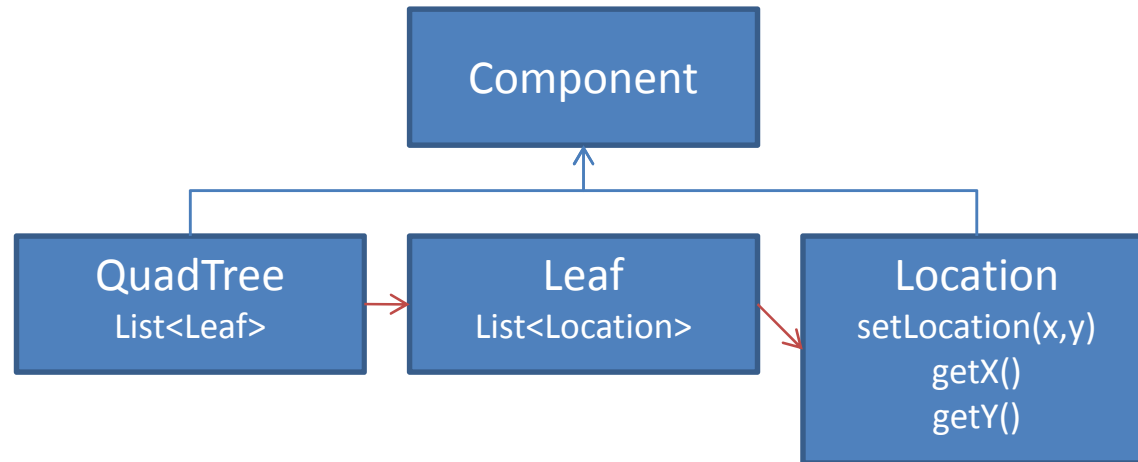 Component
QuadTree
List<Leaf>
Leaf
List<Location>
Location
setLocation(x,y)
getX()
getY()